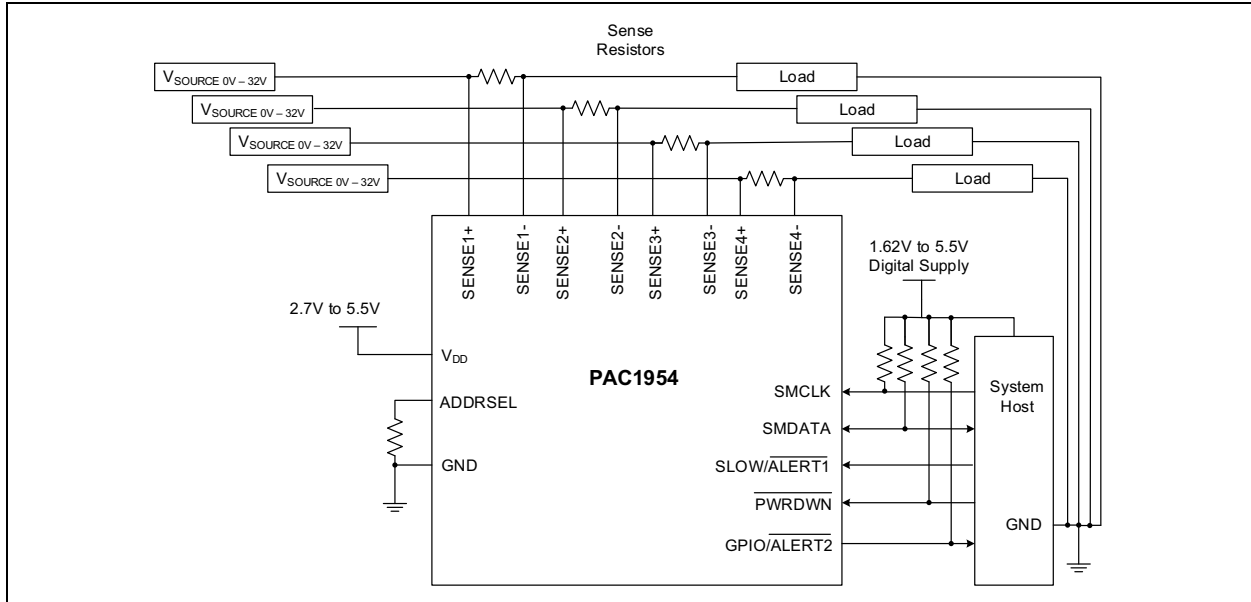 Sense
Resistors
VSOURCE 0V – 32V
Load
VSOURCE 0V – 32V
Load
VSOURCE 0V – 32V
Load
VSOURCE 0V – 32V
Load
SENSE1+
SENSE1-
SENSE2+
SENSE2-
SENSE3+
SENSE3-
SENSE4+
SENSE4-
1.62V to 5.5V
Digital Supply
2.7V to 5.5V
VDD
PAC1954
ADDRSEL
GND
SMCLK
SMDATA
SLOW/ALERT1
PWRDWN
GPIO/ALERT2
System
Host
GND